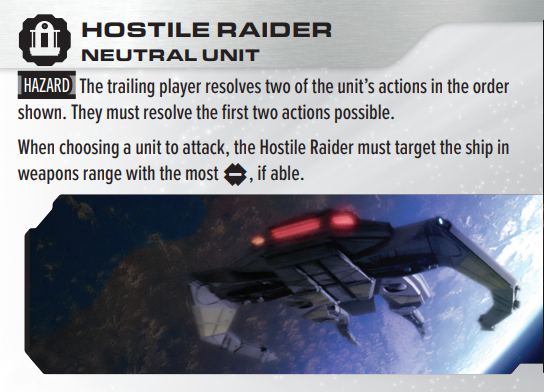 HOSTILE RAIDER
NEUTRAL UNIT
HAZARD The trailing player resolves two of the unit's actions in the order
shown. They must resolve the first two actions possible.
When choosing a unit to attack, the Hostile Raider must target the ship in
weapons range with the most , if able.